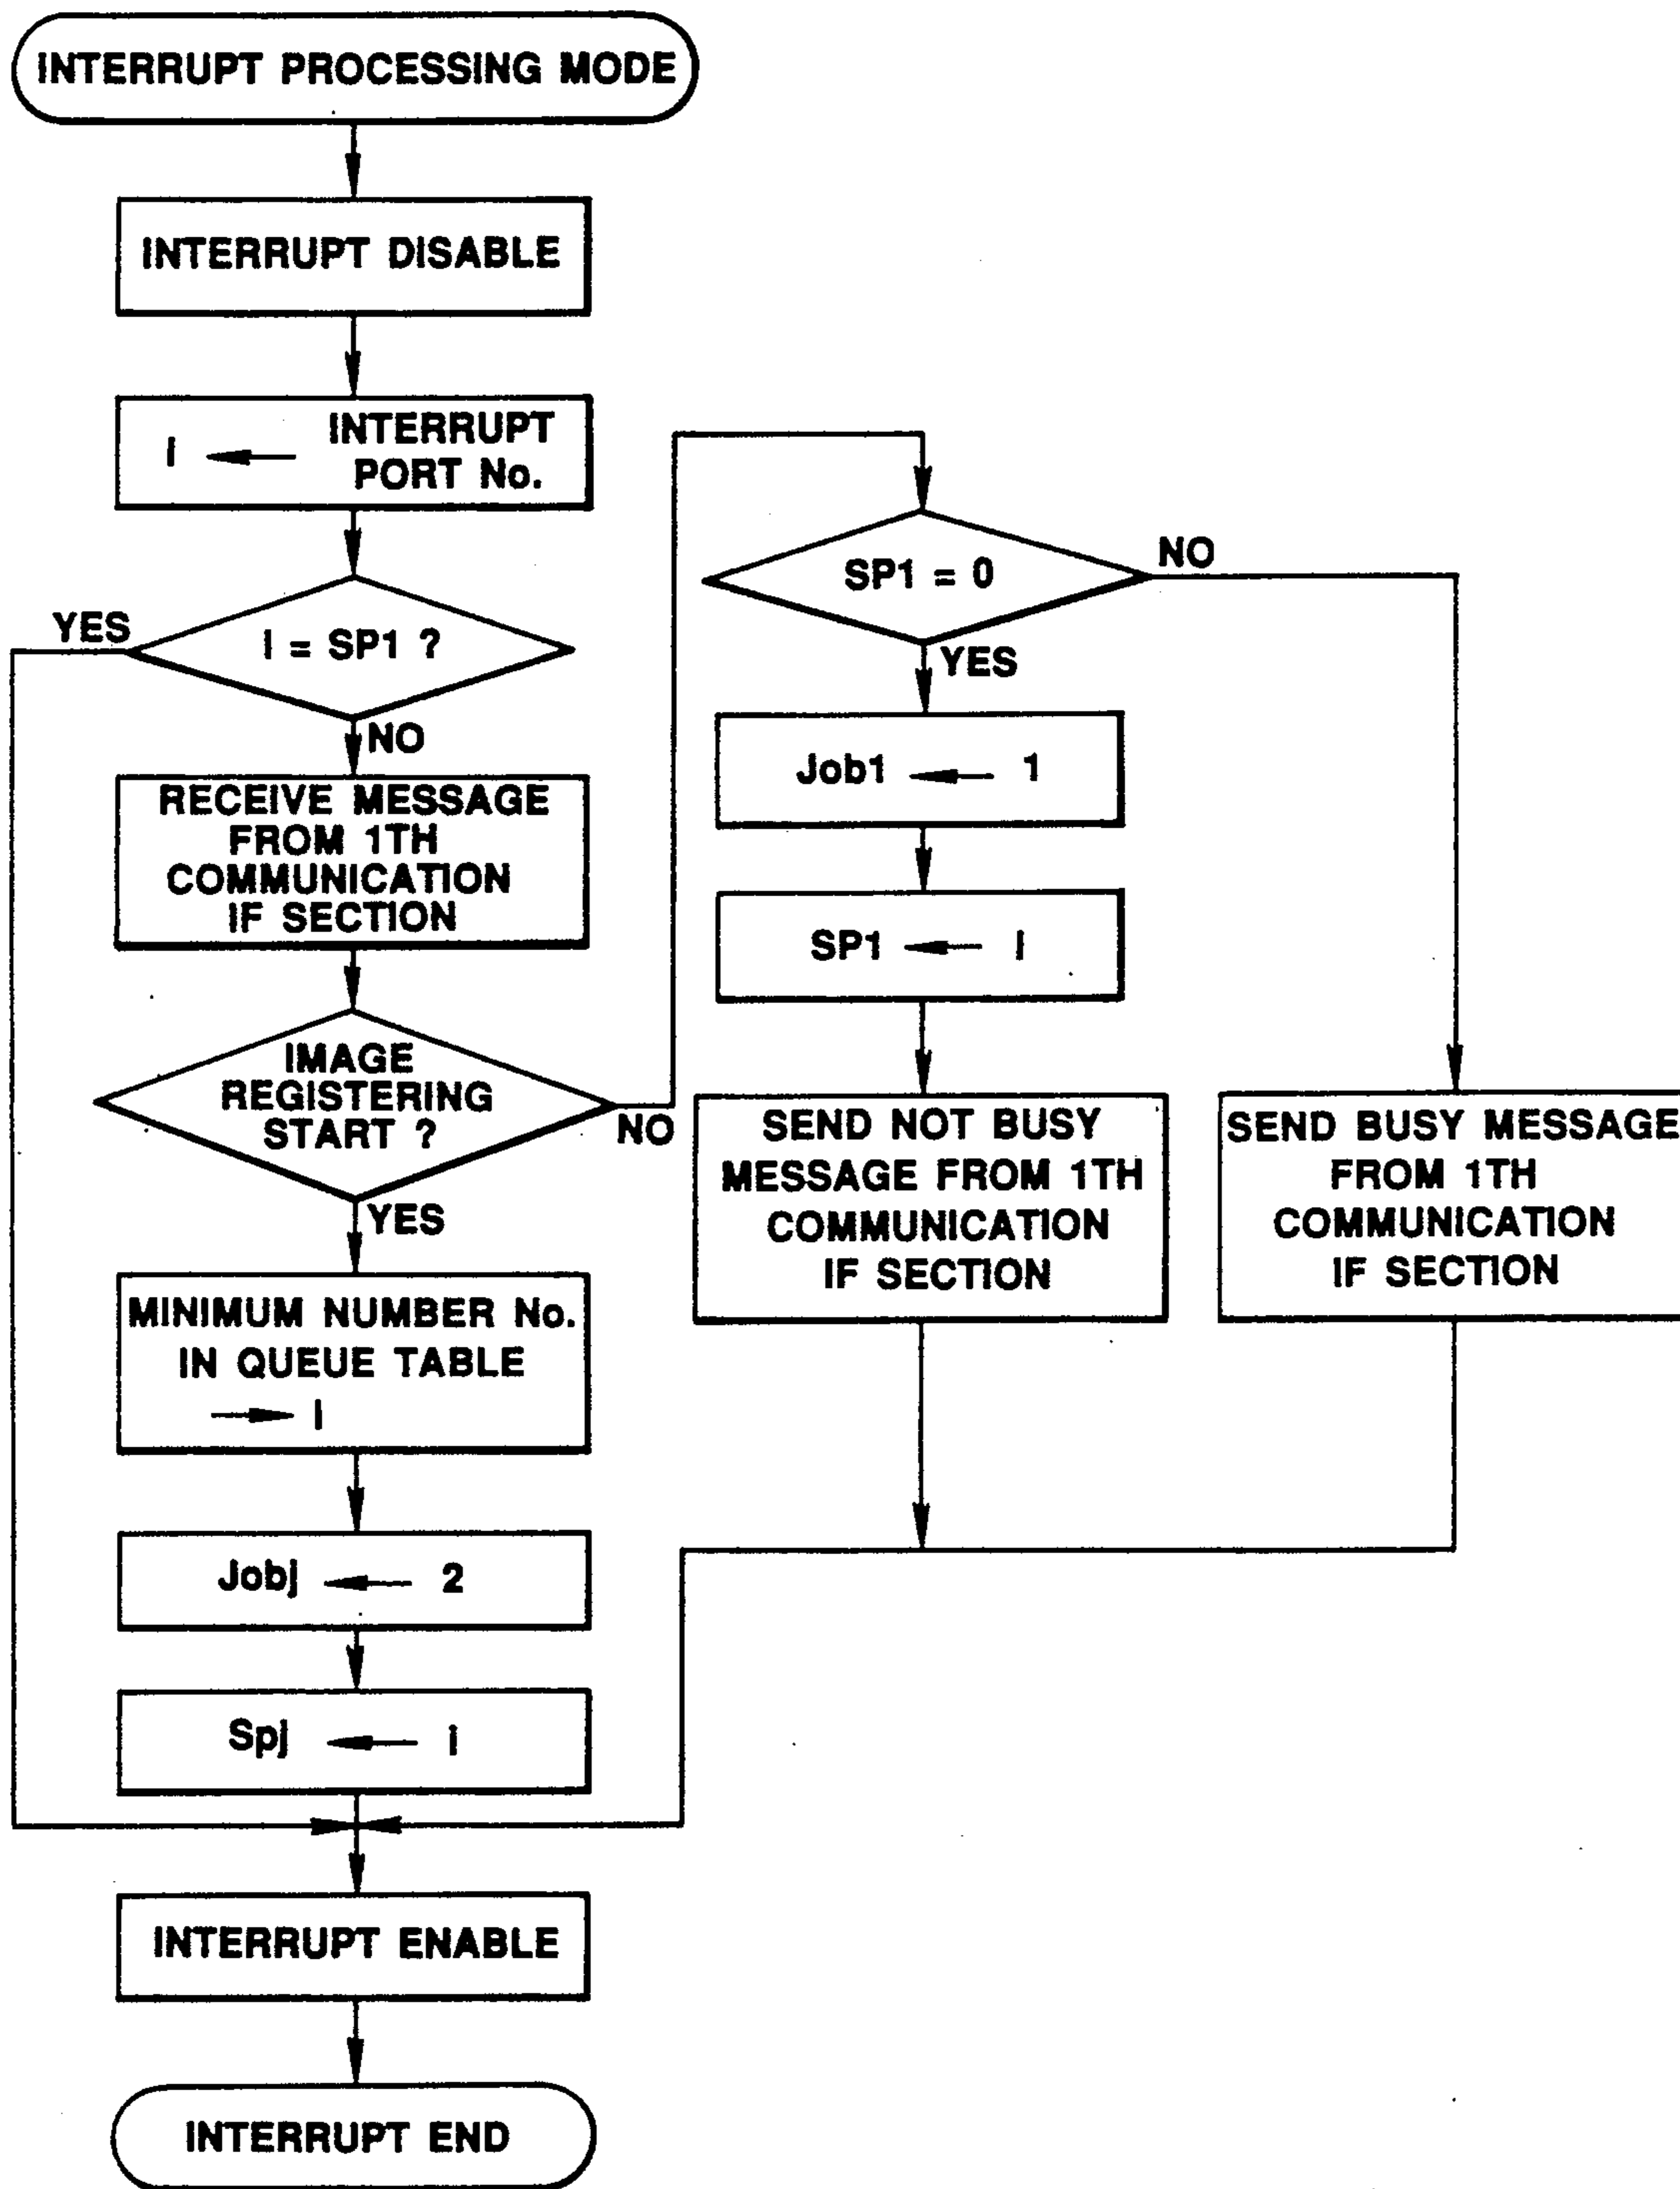 INTERRUPT PROCESSING MODE
INTERRUPT DISABLE
I ← INTERRUPT
PORT No.
I = SP1 ?
YES
NO
RECEIVE MESSAGE
FROM 1TH
COMMUNICATION
IF SECTION
IMAGE
REGISTERING
START ?
NO
YES
MINIMUM NUMBER No.
IN QUEUE TABLE
→ I
Jobj ← 2
Spj ← i
INTERRUPT ENABLE
INTERRUPT END
SP1 = 0
NO
YES
Job1 ← 1
SP1 ← I
SEND NOT BUSY
MESSAGE FROM 1TH
COMMUNICATION
IF SECTION
SEND BUSY MESSAGE
FROM 1TH
COMMUNICATION
IF SECTION